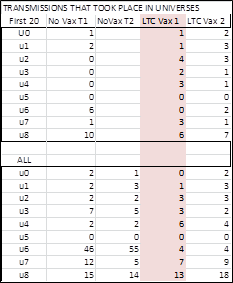 TRANSMISSIONS THAT TOOK PLACE IN UNIVERSES
First 20 No Vax T1 NoVax T2 LTC Vax 1 LTC Vax 2
u0 2 1 2
u1 2 1 3
u2 0 4 3
u3 0 2 1
u4 0 3 1
u5 0 0 0
u6 6 0 2
u7 1 3 1
u8 10 6 7
ALL
u0 2 1 0 2
u1 2 3 1 3
u2 2 2 3 3
u3 7 5 3 2
u4 2 2 6 4
u5 0 0 0 0
u6 46 55 4 4
u7 12 5 7 9
u8 15 14 13 18